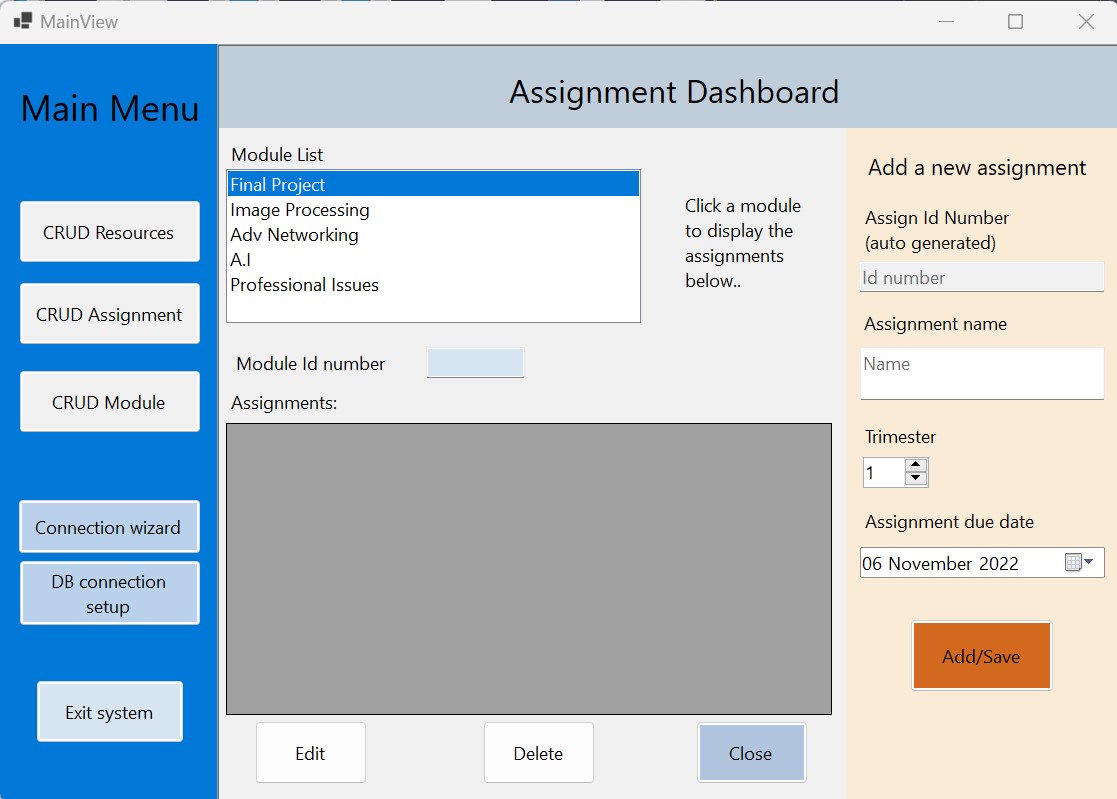 MainView
Main Menu
CRUD Resources
CRUD Assignment
CRUD Module
Connection wizard
DB connection
setup
Exit system
Assignment Dashboard
Module List
Final Project
Image Processing
Adv Networking
A.I
Professional Issues
Click a module
to display the
assignments
below..
Module Id number
Assignments:
Edit
Delete
Close
Add a new assignment
Assign Id Number
(auto generated)
Id number
Assignment name
Name
Trimester
1
Assignment due date
06 November 2022
Add/Save